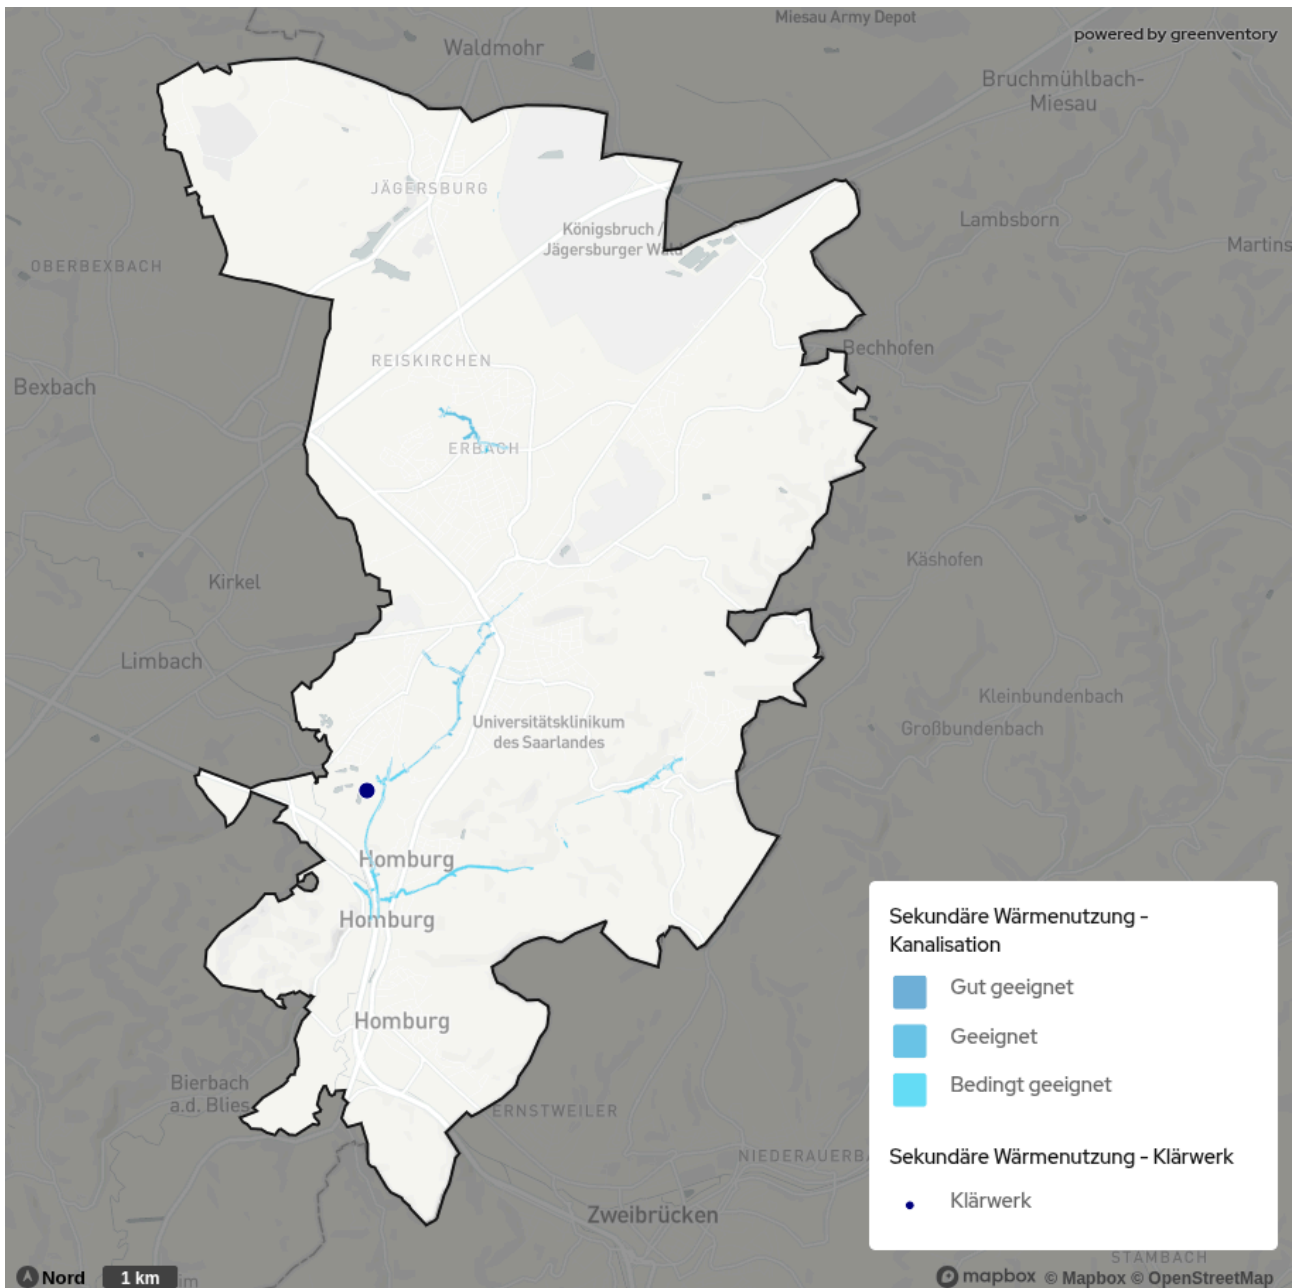 Miesau Army Depot
powered by greenventory
Waldmohr
Bruchmühlbach-
Miesau
JÄGERSBURG
Lambsborn
Königsbruch /
Jägersburger Wald
Martins
OBERBEXBACH
Bechhofen
REISKIRCHEN
Bexbach
ERBACH
Käshofen
Kirkel
Limbach
Kleinbundenbach
Universitätsklinikum
des Saarlandes
Großbundenbach
Homburg
Homburg
Sekundäre Wärmenutzung -
Kanalisation
Gut geeignet
Geeignet
Bedingt geeignet
Homburg
Bierbach
a.d. Blies
ERNSTWEILER
NIEDERAUERBA
Sekundäre Wärmenutzung - Klärwerk
Klärwerk
Zweibrücken
STAMBACH
Nord
1 km
mapbox © Mapbox © OpenStreetMap